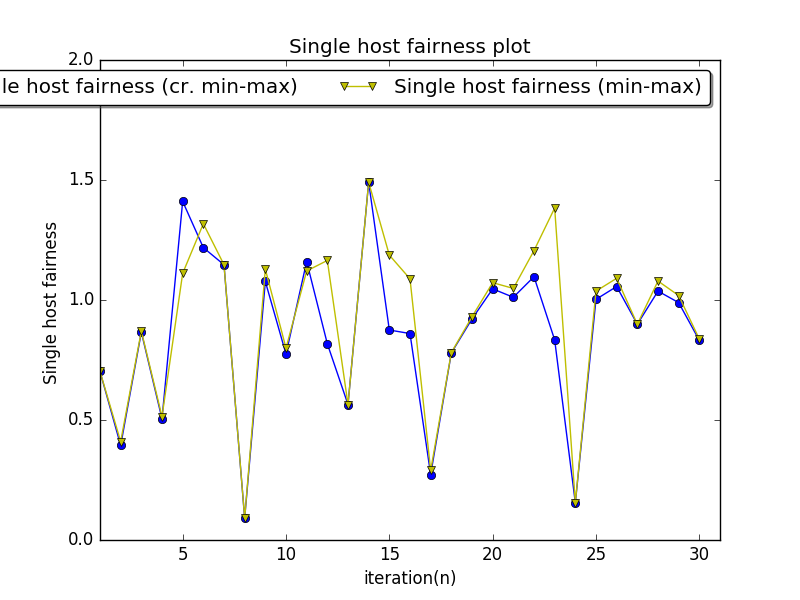 Single host fairness plot
le host fairness (cr. min-max) Single host fairness (min-max)
2.0
1.5
1.0
0.5
0.0
Single host fairness
5 10 15 20 25 30
iteration(n)